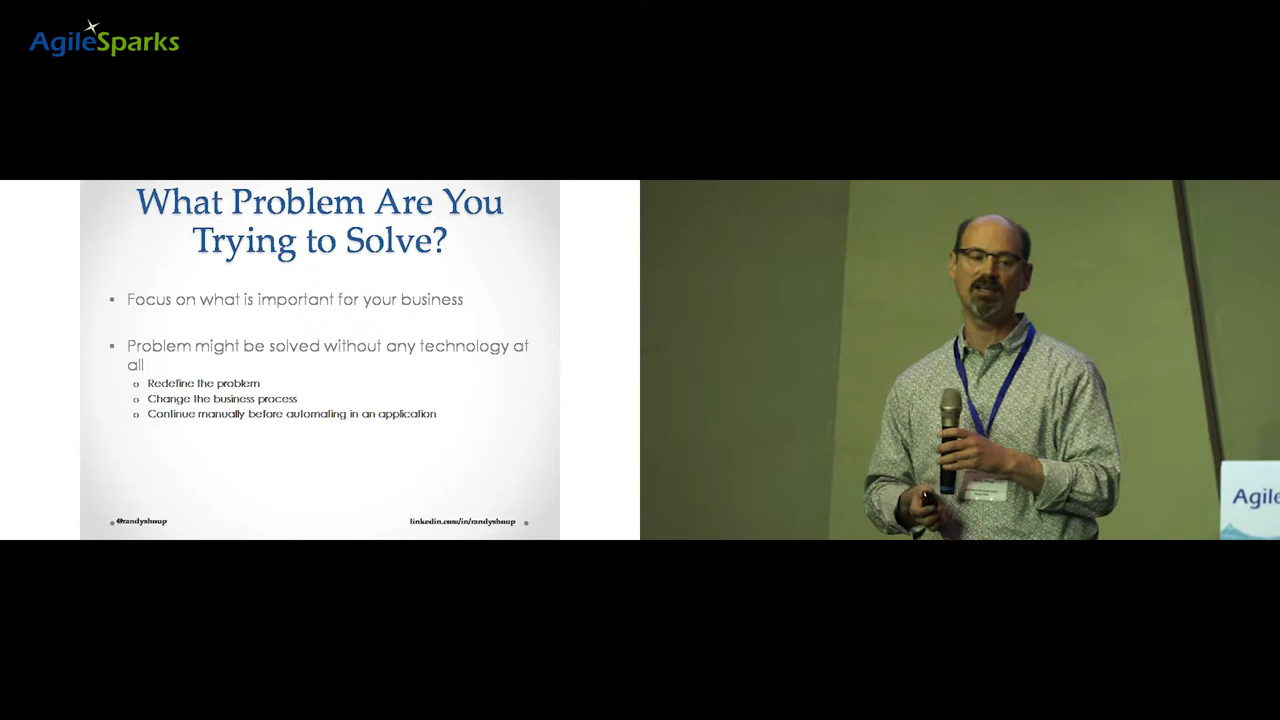 AgileSparks
What Problem Are You
Trying to Solve?
Focus on what is important for your business
Problem might be solved without any technology at
all
Redefine the problem
Change the business process
Continue manually before automating in an application
@randyshoup
linkedin.com/in/randyshoup
Agile